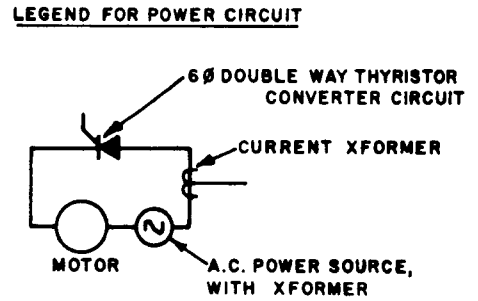 LEGEND FOR POWER CIRCUIT
6Ø DOUBLE WAY THYRISTOR
CONVERTER CIRCUIT
CURRENT XFORMER
MOTOR
A.C. POWER SOURCE,
WITH XFORMER